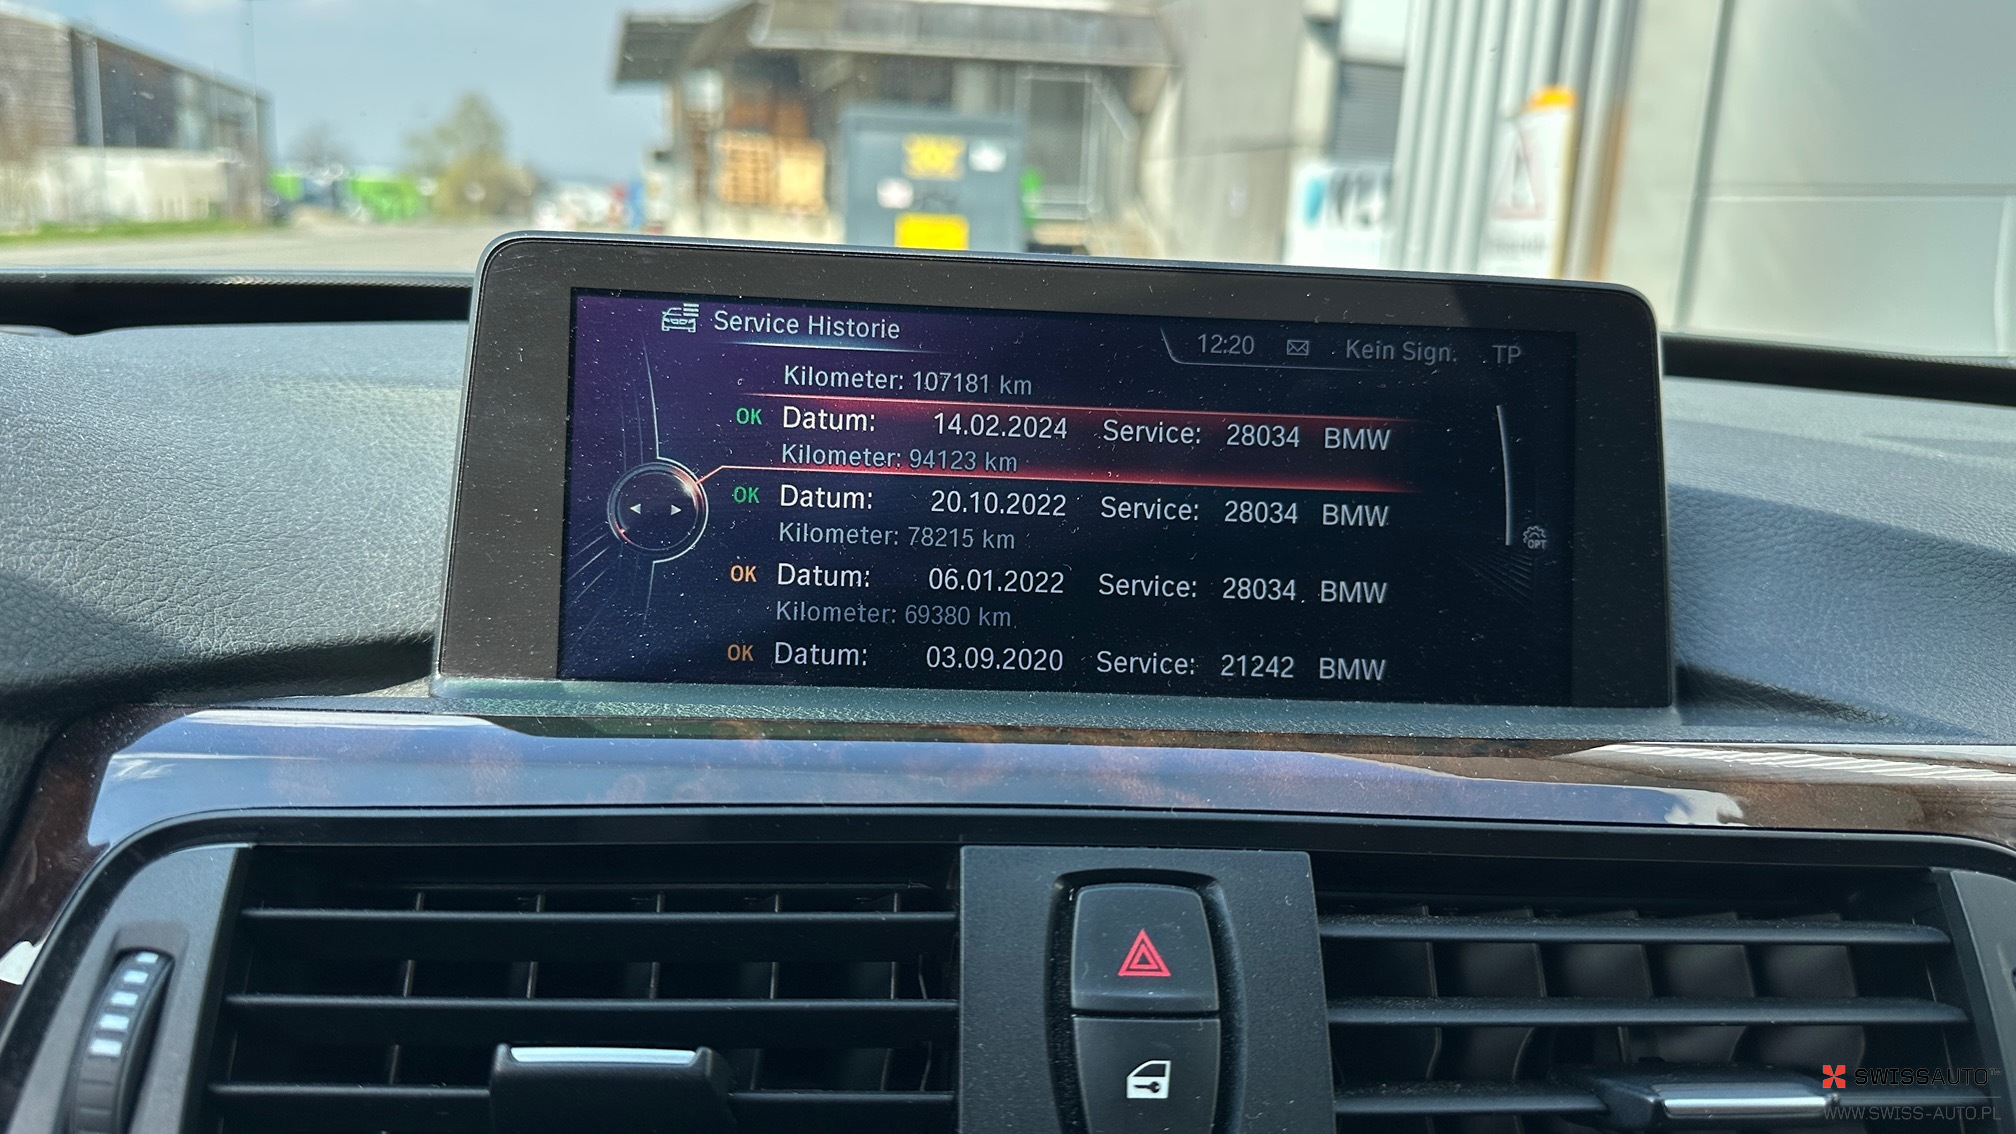 Service Historie
12:20 Kein Sign. TP
Kilometer: 107181 km
OK Datum: 14.02.2024 Service: 28034 BMW
Kilometer: 94123 km
OK Datum: 20.10.2022 Service: 28034 BMW
Kilometer: 78215 km
OPT
OK Datum: 06.01.2022 Service: 28034 BMW
Kilometer: 69380 km
OK Datum: 03.09.2020 Service: 21242 BMW
SWISSAUTO
WWW.SWISS-AUTO.PL